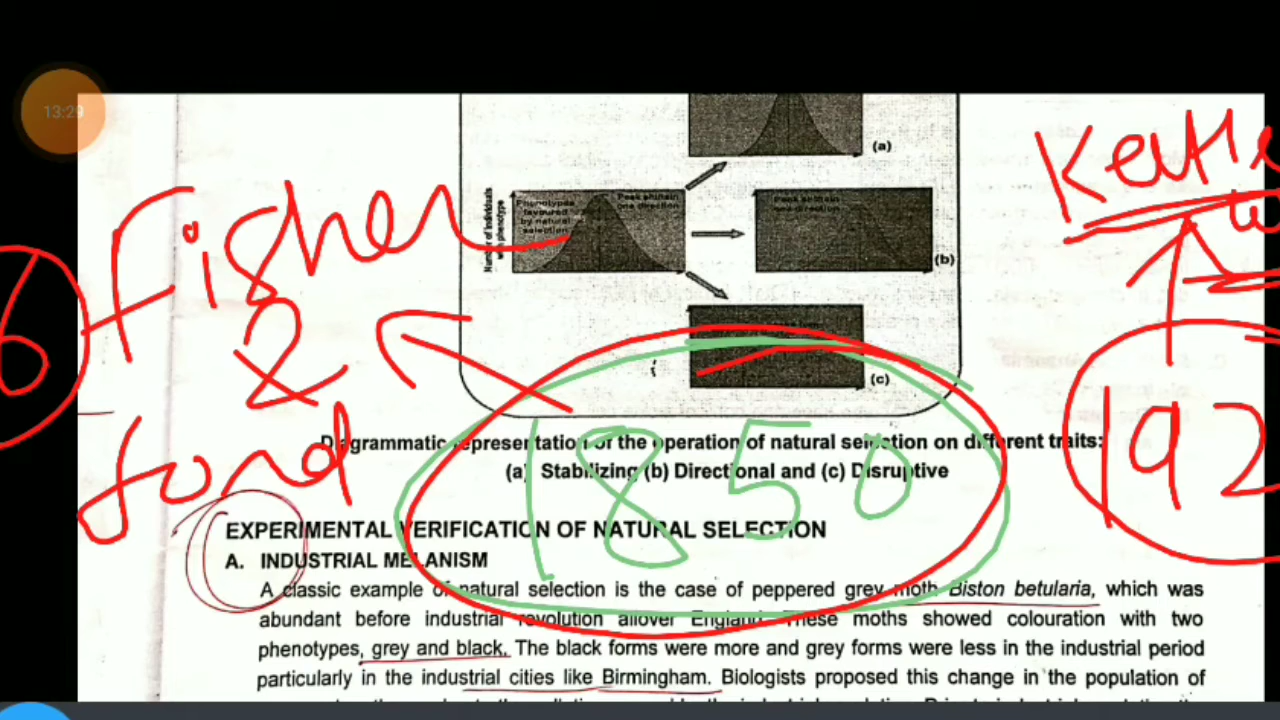 13:29
(a)
Phenotypes
favoured
by natural
selection
Peak shifts in
one direction
Number of individuals
with phenotype
Peak shifts in
one direction
(b)
(c)
Fisher
&
ford
6
1850
192
Diagrammatic representation of the operation of natural selection on different traits:
(a) Stabilizing (b) Directional and (c) Disruptive
EXPERIMENTAL VERIFICATION OF NATURAL SELECTION
A. INDUSTRIAL MELANISM
A classic example of natural selection is the case of peppered grey moth Biston betularia, which was
abundant before industrial revolution allover England. These moths showed colouration with two
phenotypes, grey and black. The black forms were more and grey forms were less in the industrial period
particularly in the industrial cities like Birmingham. Biologists proposed this change in the population of